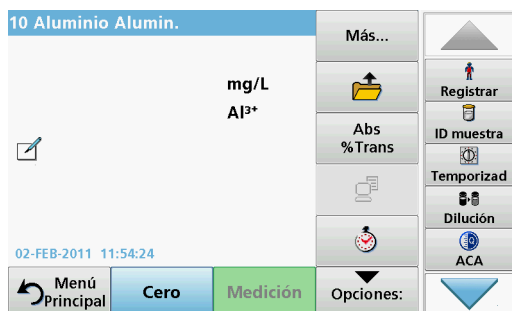 10 Aluminio Alumin.
mg/L
Al³⁺
02-FEB-2011 11:54:24
Menú
Principal
Cero
Medición
Más...
Abs
%Trans
Opciones:
Registrar
ID muestra
Temporizad
Dilución
ACA